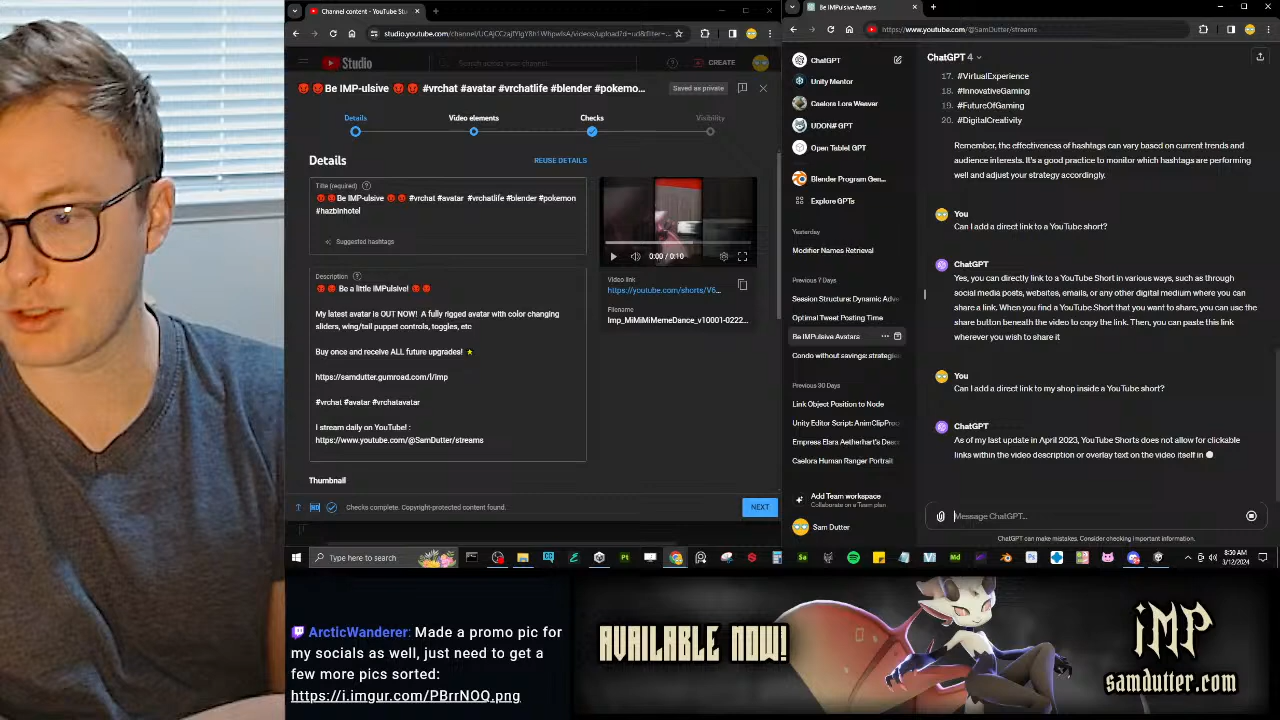 Channel content - YouTube Stu
Be IMPulsive Avatars
https://www.youtube.com/@SamDutter/streams
Studio
Search across your channel
CREATE
Be IMP-ulsive #vrchat #avatar #vrchatlife #blender #pokemo...
Saved as private
Details
Video elements
Checks
Visibility
Details
REUSE DETAILS
Title (required)
Be IMP-ulsive #vrchat #avatar #vrchatlife #blender #pokemon
#hazbinhotel
Suggested hashtags
Description
Be a little IMPulsive!
My latest avatar is OUT NOW! A fully rigged avatar with color changing
sliders, wing/tail puppet controls, toggles, etc
Buy once and receive ALL future upgrades!
https://samdutter.gumroad.com/l/imp
#vrchat #avatar #vrchatavatar
I stream daily on YouTube! :
https://www.youtube.com/@SamDutter/streams
Thumbnail
0:00 / 0:10
Video link
https://youtube.com/shorts/V6...
Filename
Imp_MiMiMiMemeDance_v10001-0222...
Checks complete. Copyright-protected content found.
NEXT
ChatGPT
Unity Mentor
Caelora Lore Weaver
UDON# GPT
Open Tablet GPT
Blender Program Gen...
Explore GPTs
Yesterday
Modifier Names Retrieval
Previous 7 Days
Session Structure: Dynamic Adve
Optimal Tweet Posting Time
Be IMPulsive Avatars
Condo without savings: strategie
Previous 30 Days
Link Object Position to Node
Unity Editor Script: AnimClipProc
Empress Elara Aetherhart's Desc
Caelora Human Ranger Portrait
Add Team workspace
Collaborate on a Team plan
Sam Dutter
ChatGPT 4
17. #VirtualExperience
18. #InnovativeGaming
19. #FutureOfGaming
20. #DigitalCreativity
Remember, the effectiveness of hashtags can vary based on current trends and
audience interests. It's a good practice to monitor which hashtags are performing
well and adjust your strategy accordingly.
You
Can I add a direct link to a YouTube short?
ChatGPT
Yes, you can directly link to a YouTube Short in various ways, such as through
social media posts, websites, emails, or any other digital medium where you can
share a link. When you find a YouTube Short that you want to share, you can use the
share button beneath the video to copy the link. Then, you can paste this link
wherever you wish to share it
You
Can I add a direct link to my shop inside a YouTube short?
ChatGPT
As of my last update in April 2023, YouTube Shorts does not allow for clickable
links within the video description or overlay text on the video itself in
Message ChatGPT...
ChatGPT can make mistakes. Consider checking important information.
Type here to search
8:30 AM
3/12/2024
ArcticWanderer: Made a promo pic for
my socials as well, just need to get a
few more pics sorted:
https://i.imgur.com/PBrrNOQ.png
AVAILABLE NOW!
iMP
samdutter.com